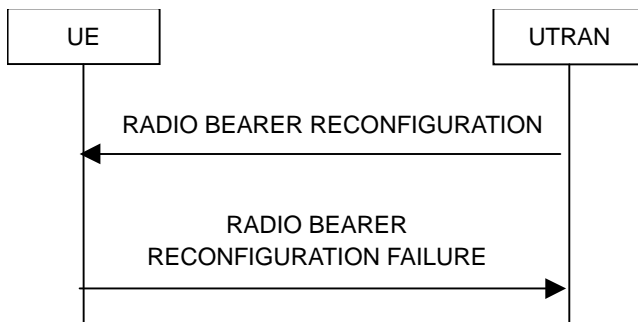 UE
UTRAN
RADIO BEARER RECONFIGURATION
RADIO BEARER
RECONFIGURATION FAILURE